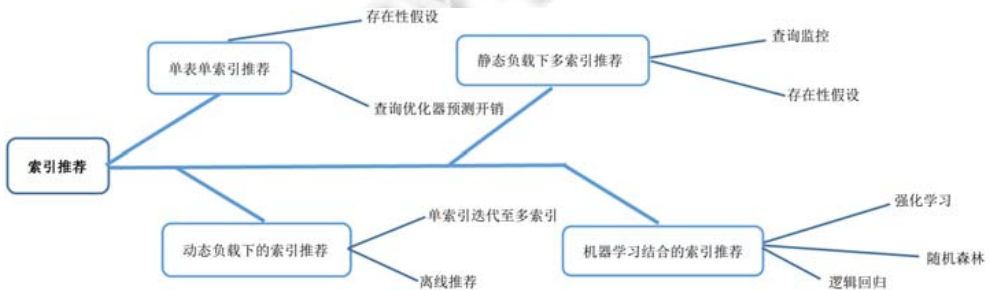 存在性假设
单表单索引推荐
查询优化器预测开销
静态负载下多索引推荐
查询监控
存在性假设
索引推荐
动态负载下的索引推荐
单索引迭代至多索引
离线推荐
机器学习结合的索引推荐
强化学习
随机森林
逻辑回归